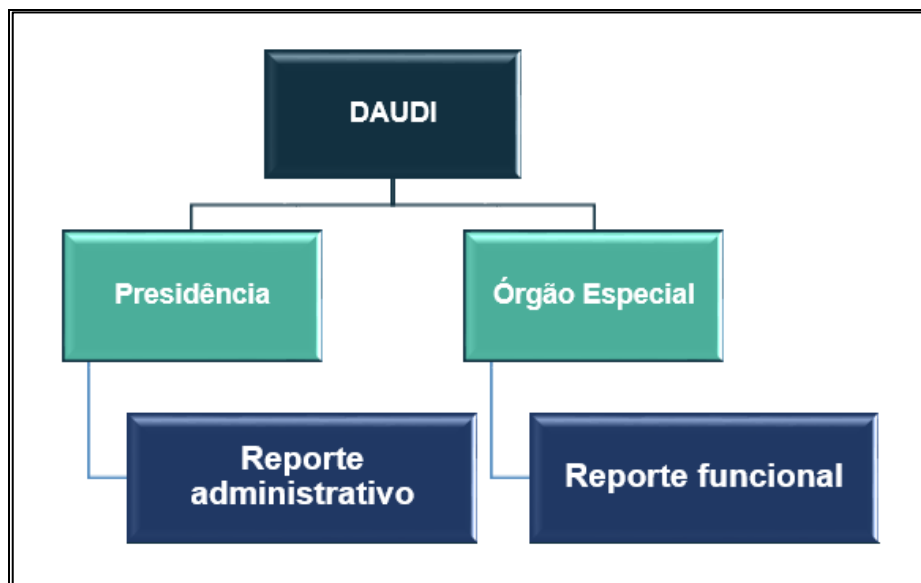 DAUDI
Presidência
Órgão Especial
Reporte
administrativo
Reporte funcional